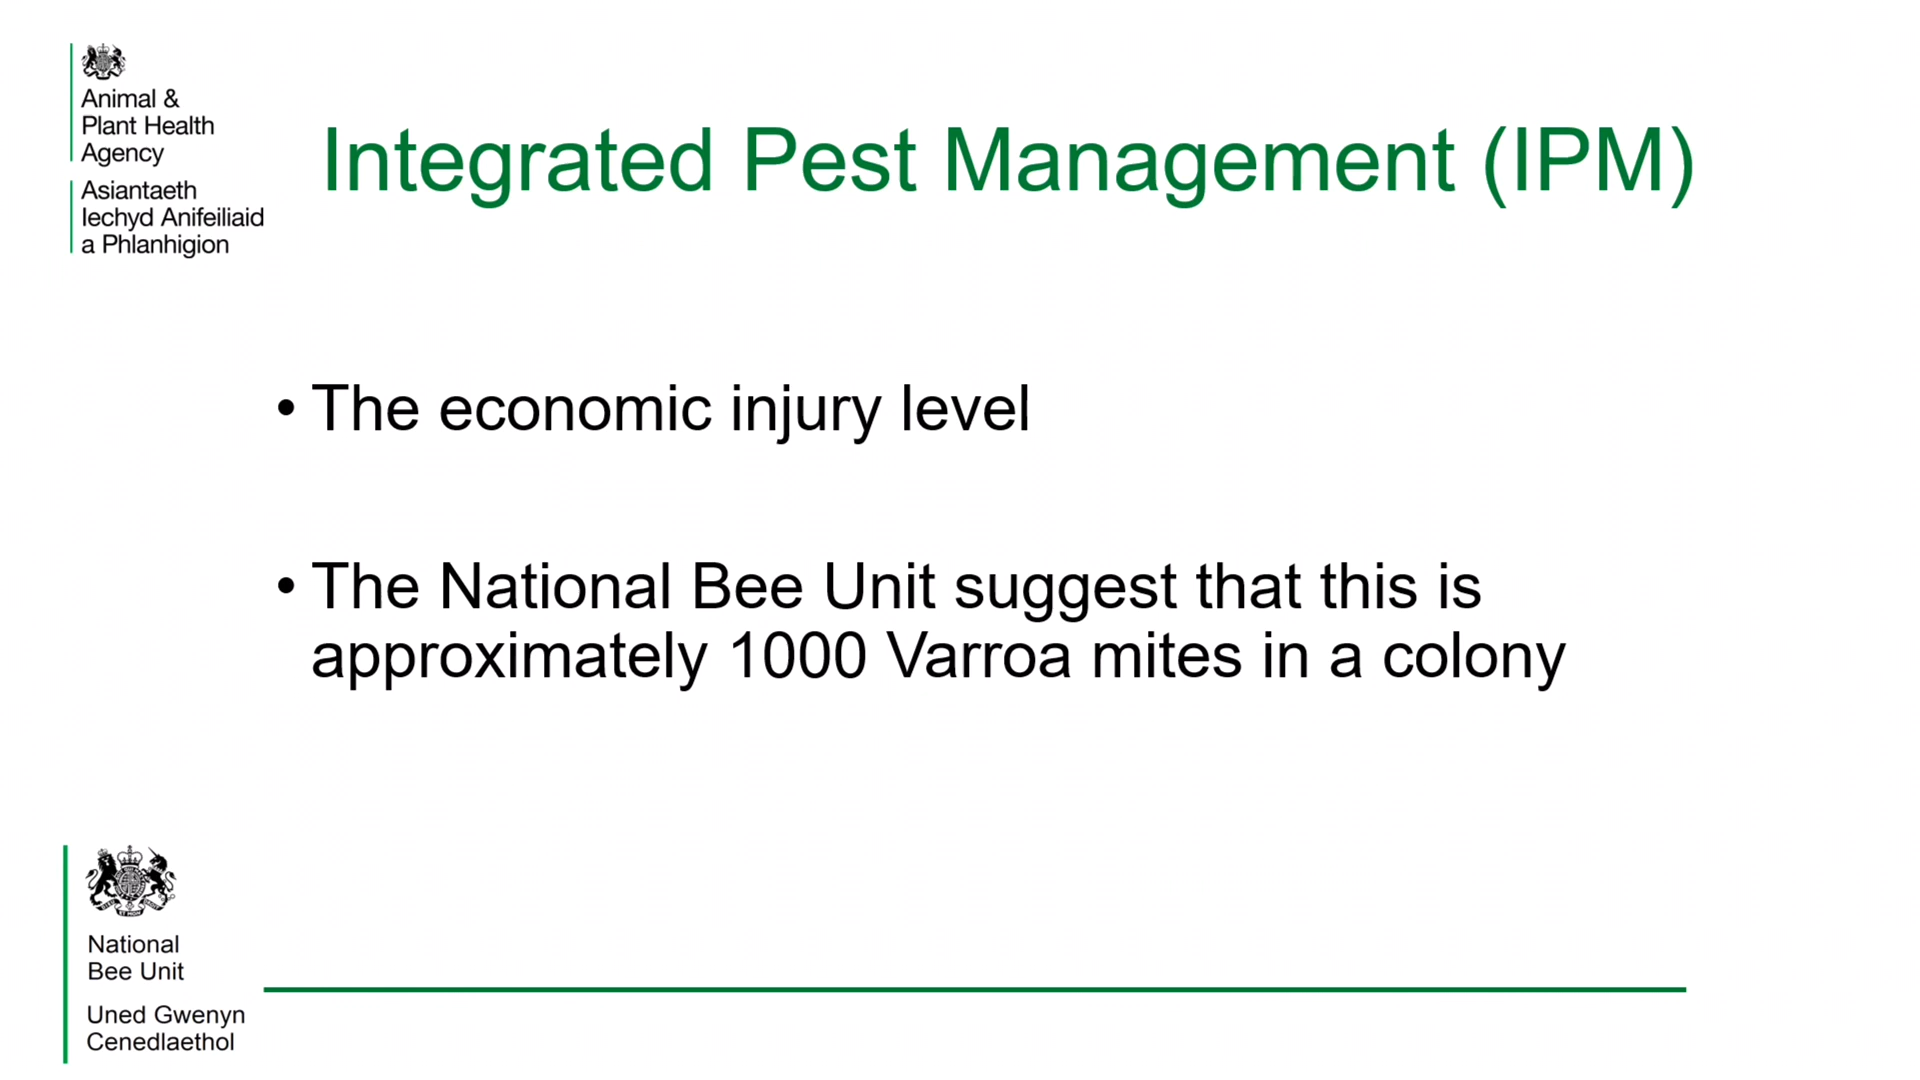 Animal &
Plant Health
Agency
Asiantaeth
Iechyd Anifeiliaid
a Phlanhigion
Integrated Pest Management (IPM)
• The economic injury level
• The National Bee Unit suggest that this is
approximately 1000 Varroa mites in a colony
National
Bee Unit
Uned Gwenyn
Cenedlaethol